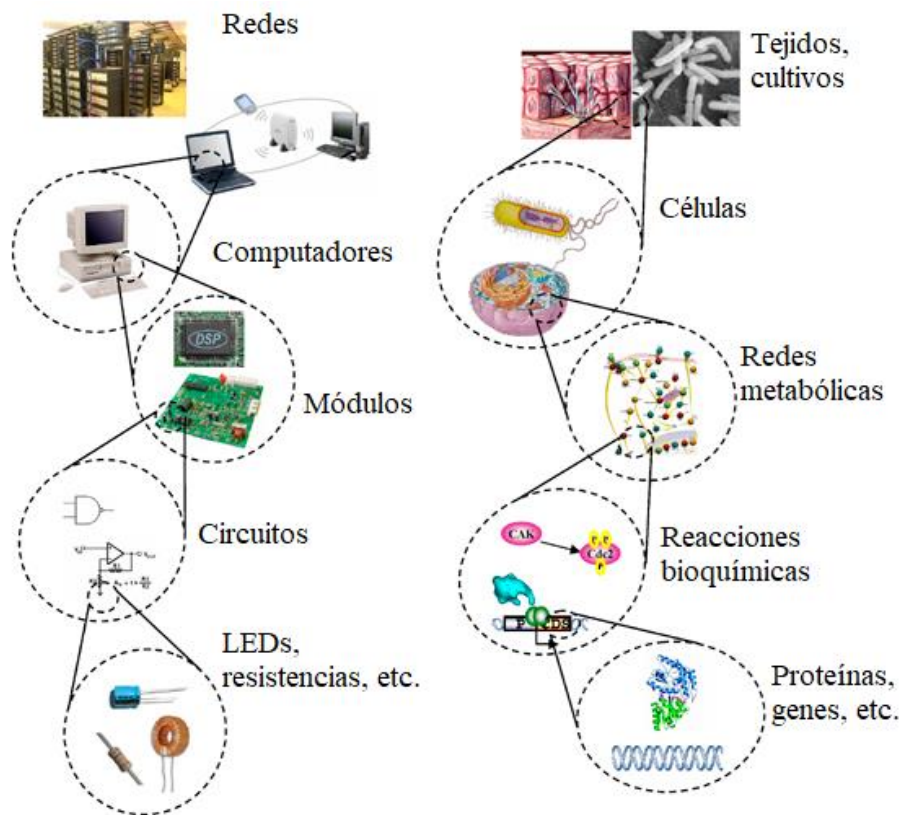 Redes
Tejidos,
cultivos
Células
Computadores
DSP
Redes
metabólicas
Módulos
Circuitos
CAK
P P
Cdc2
P
Reacciones
bioquímicas
P CDS
LEDs,
resistencias, etc.
Proteínas,
genes, etc.